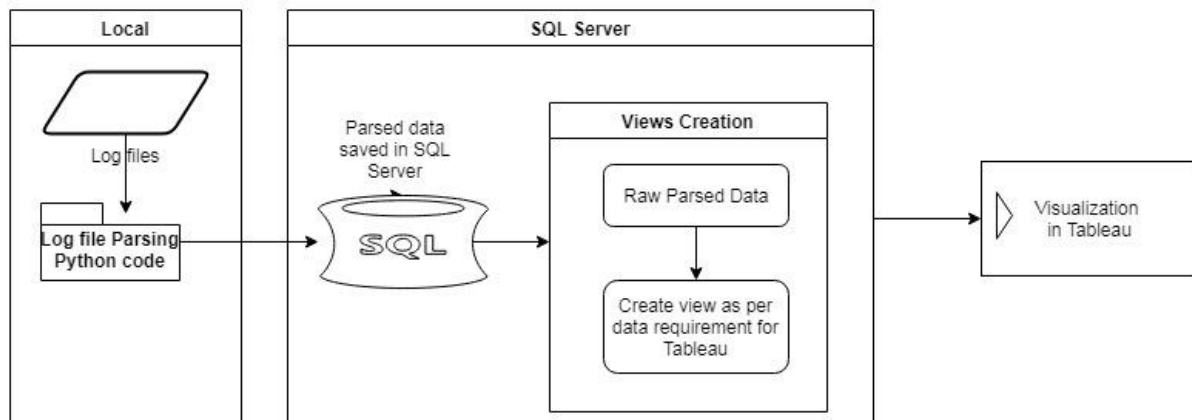 Local
Log files
Log file Parsing
Python code
SQL Server
Parsed data
saved in SQL
Server
SQL
Views Creation
Raw Parsed Data
Create view as per
data requirement for
Tableau
Visualization
in Tableau